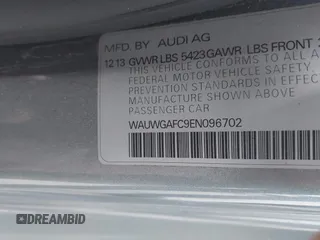 MFD. BY AUDI AG
12 13 GVWR LBS 5423 GAWR LBS FRONT
THIS VEHICLE CONFORMS TO ALL
FEDERAL MOTOR VEHICLE SAFETY
PREVENTION STANDARDS IN
MANUFACTURE SHOWN ABOVE
PASSENGER CAR
WAUWGAFC9EN096702
DREAMBID